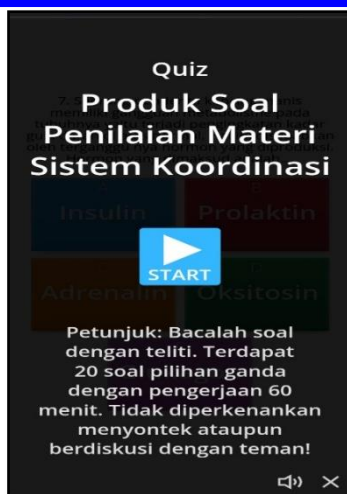 Quiz
Produk Soal
Penilaian Materi
Sistem Koordinasi
Insulin
Prolaktin
START
Adrenalin
Oksitosin
Petunjuk: Bacalah soal
dengan teliti. Terdapat
20 soal pilihan ganda
dengan pengerjaan 60
menit. Tidak diperkenankan
menyontek ataupun
berdiskusi dengan teman!